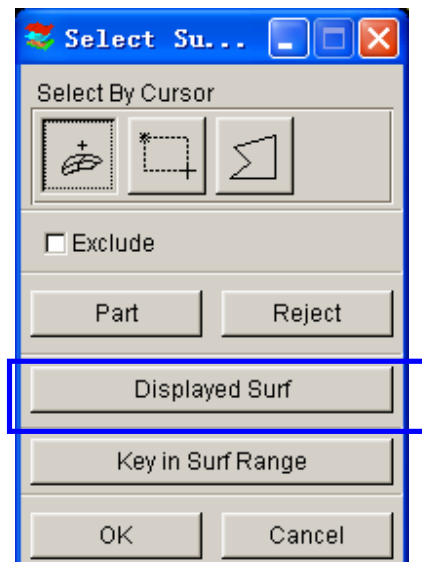 Select Su...
Select By Cursor
Exclude
Part Reject
Displayed Surf
Key in Surf Range
OK Cancel